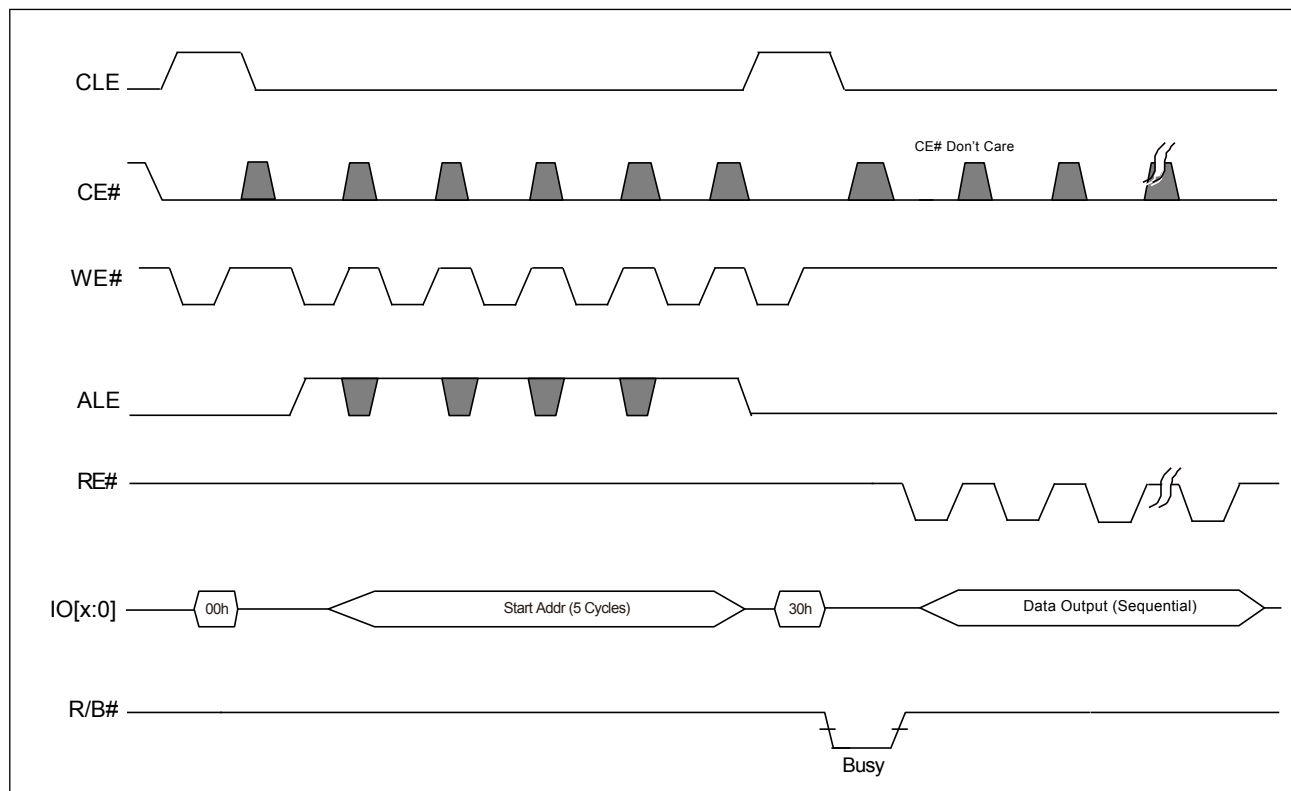 CLE
CE# Don't Care
CE#
WE#
ALE
RE#
IO[x:0]
00h
Start Addr (5 Cycles)
30h
Data Output (Sequential)
R/B#
Busy